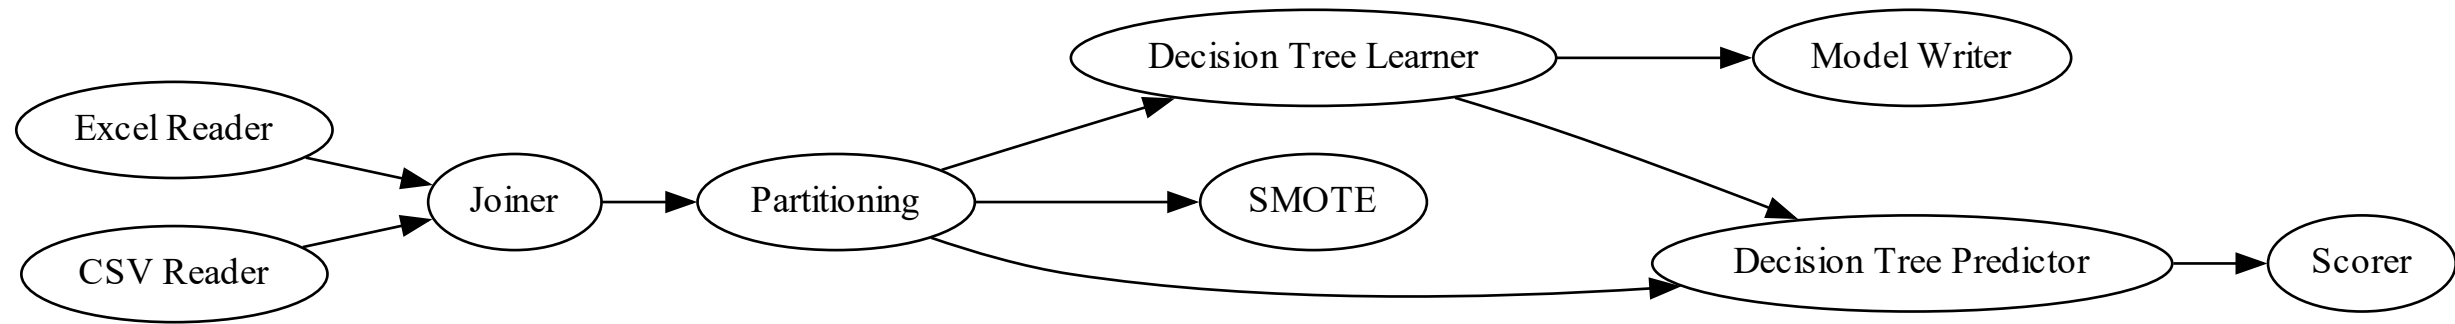 Excel Reader
CSV Reader
Joiner
Partitioning
Decision Tree Learner
SMOTE
Model Writer
Decision Tree Predictor
Scorer